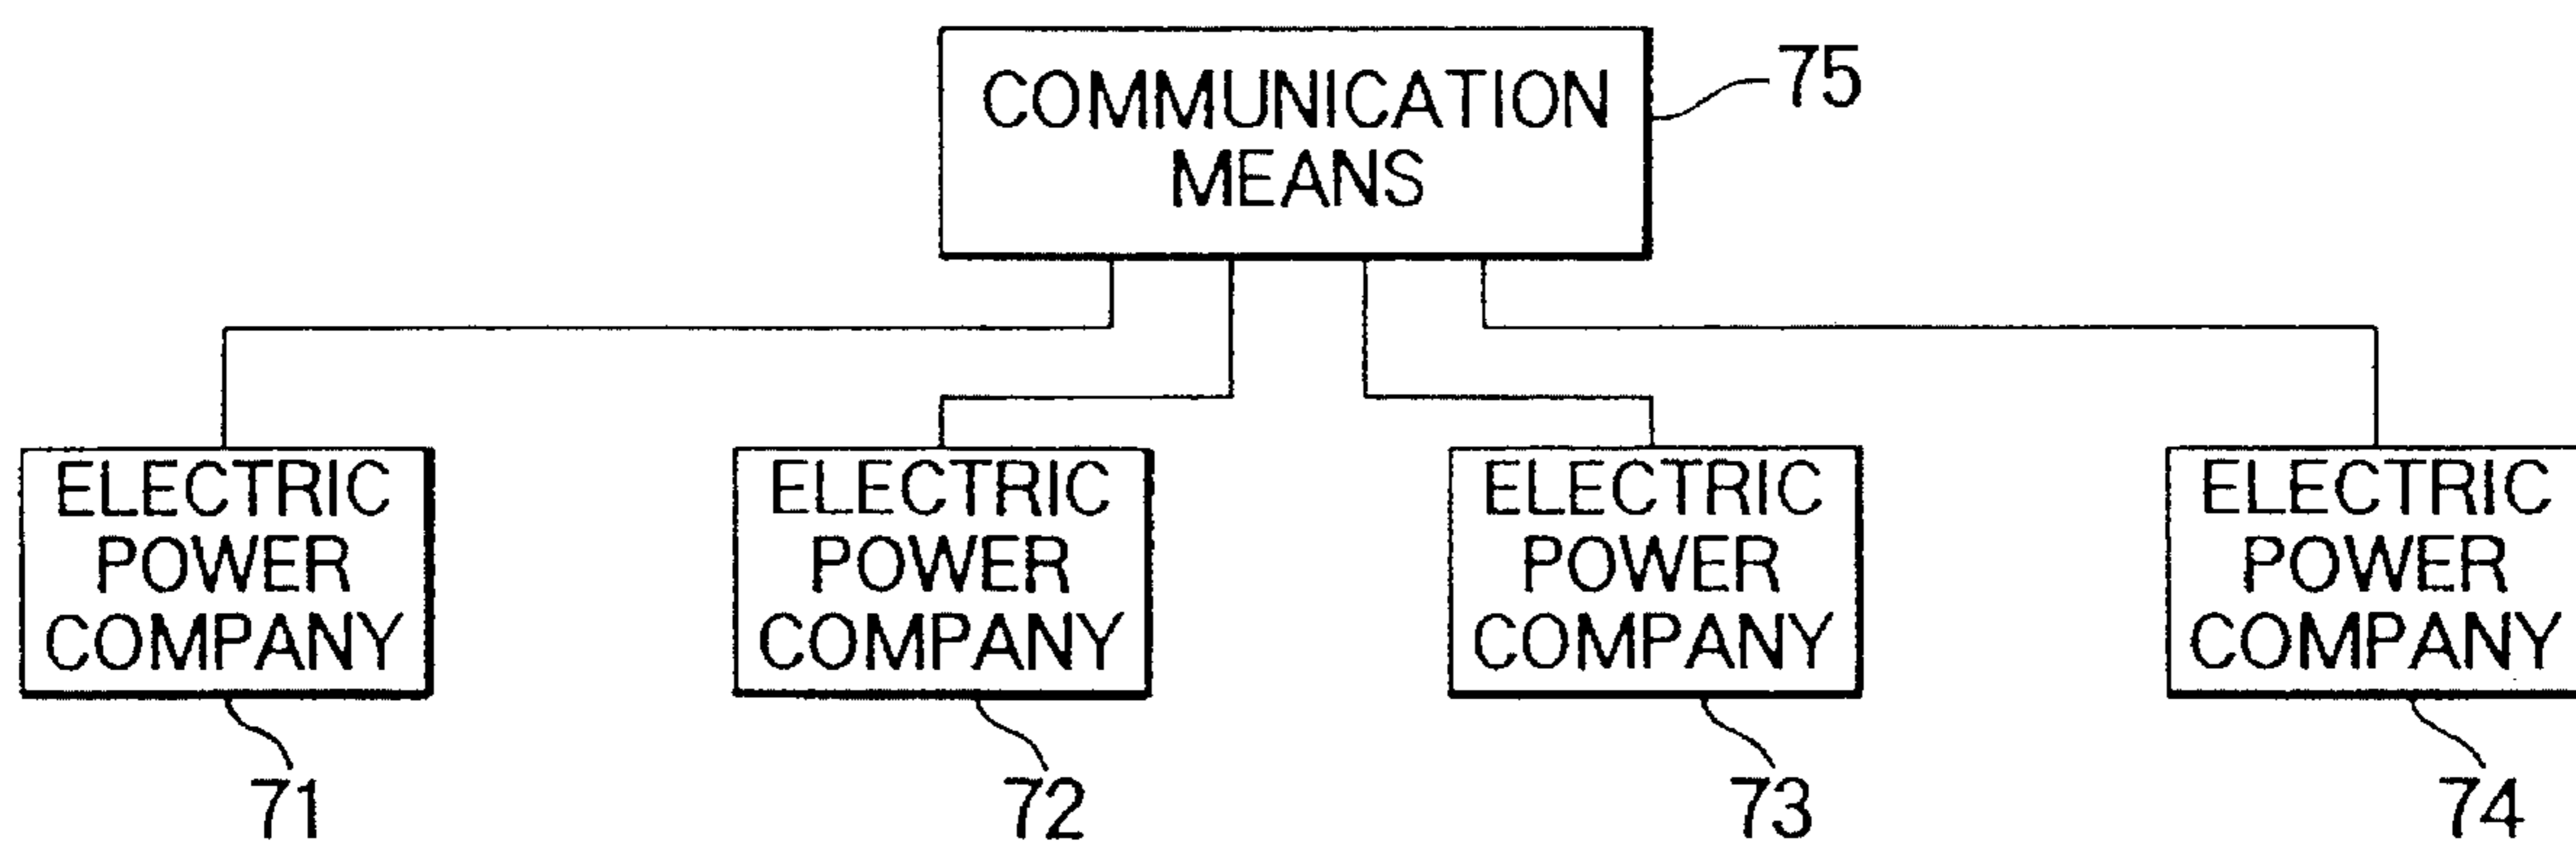 COMMUNICATION
MEANS
75
ELECTRIC
POWER
COMPANY
71
ELECTRIC
POWER
COMPANY
72
ELECTRIC
POWER
COMPANY
73
ELECTRIC
POWER
COMPANY
74